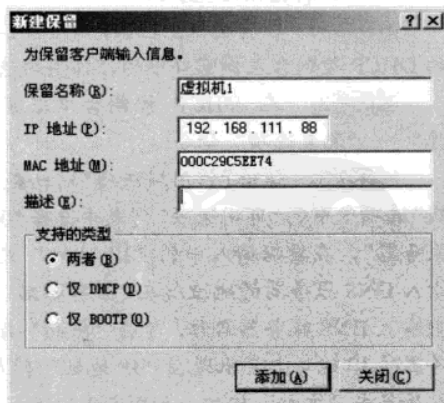 新建保留
? ×
为保留客户端输入信息。
保留名称(R): 虚拟机1
IP 地址(P): 192 .168 .111 . 88
MAC 地址(M): 000C29C5EE74
描述(E):
支持的类型
两者(B)
仅 DHCP(D)
仅 BOOTP(O)
添加(A) 关闭(C)